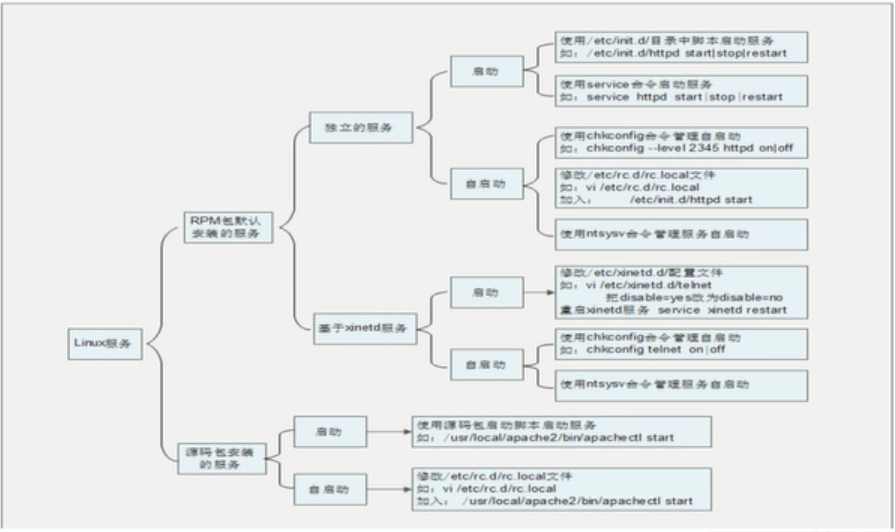 Linux服务
RPM包默认
安装的服务
独立的服务
启动
使用/etc/init.d/目录中脚本启动服务
如：/etc/init.d/httpd start|stop|restart
使用service命令启动服务
如：service httpd start|stop|restart
自启动
使用chkconfig命令管理自启动
如：chkconfig --level 2345 httpd on|off
修改/etc/rc.d/rc.local文件
如：vi /etc/rc.d/rc.local
加入： /etc/init.d/httpd start
使用ntsysv命令管理服务自启动
基于xinetd服务
启动
修改/etc/xinetd.d/配置文件
如：vi /etc/xinetd.d/telnet
把disable=yes改为disable=no
重启xinetd服务 service xinetd restart
自启动
使用chkconfig命令管理自启动
如：chkconfig telnet on|off
使用ntsysv命令管理服务自启动
源码包安装
的服务
启动
使用源码包启动脚本启动服务
如：/usr/local/apache2/bin/apachectl start
自启动
修改/etc/rc.d/rc.local文件
如：vi /etc/rc.d/rc.local
加入： /usr/local/apache2/bin/apachectl start